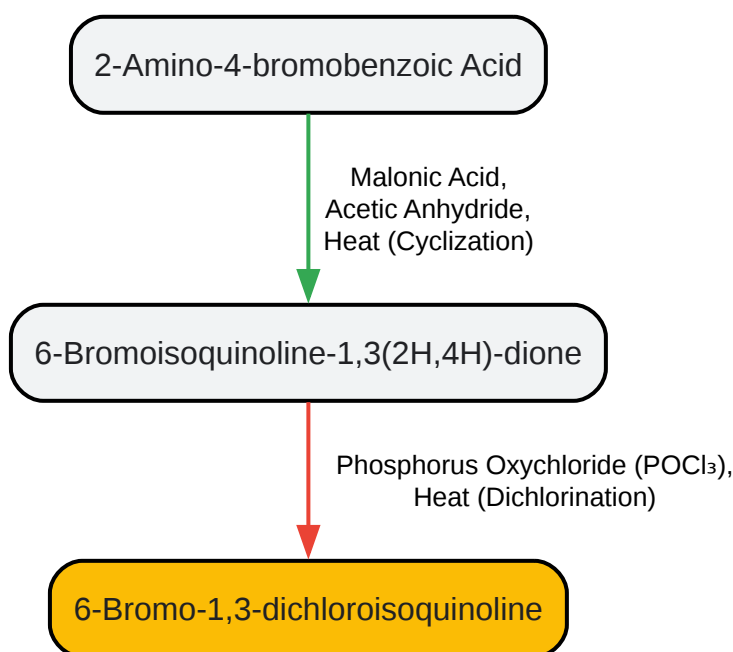 2-Amino-4-bromobenzoic Acid
Malonic Acid,
Acetic Anhydride,
Heat (Cyclization)
6-Bromoisoquinoline-1,3(2H,4H)-dione
Phosphorus Oxychloride (POCl₃),
Heat (Dichlorination)
6-Bromo-1,3-dichloroisoquinoline